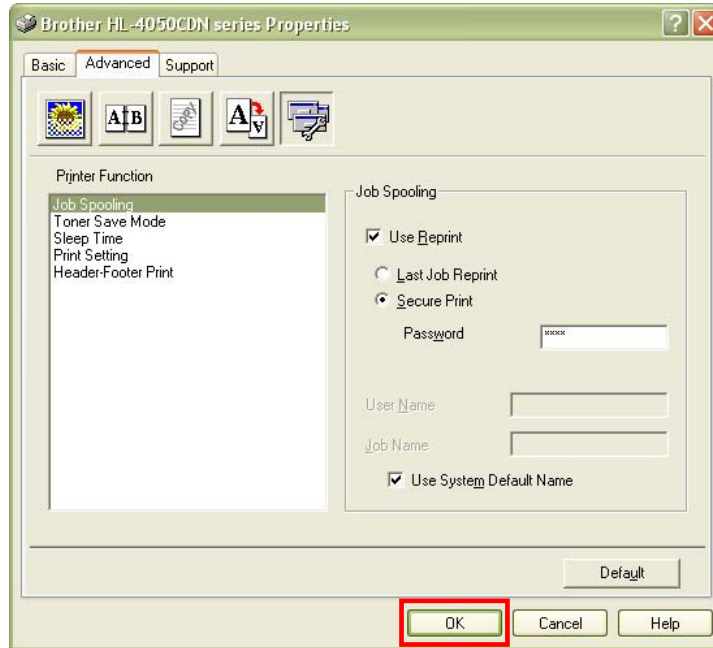 Brother HL-4050CDN series Properties
Basic Advanced Support
A B
A A
Printer Function
Job Spooling
Toner Save Mode
Sleep Time
Print Setting
Header-Footer Print
Job Spooling
Use Reprint
Last Job Reprint
Secure Print
Password xxxx
User Name
Job Name
Use System Default Name
Default
OK Cancel Help